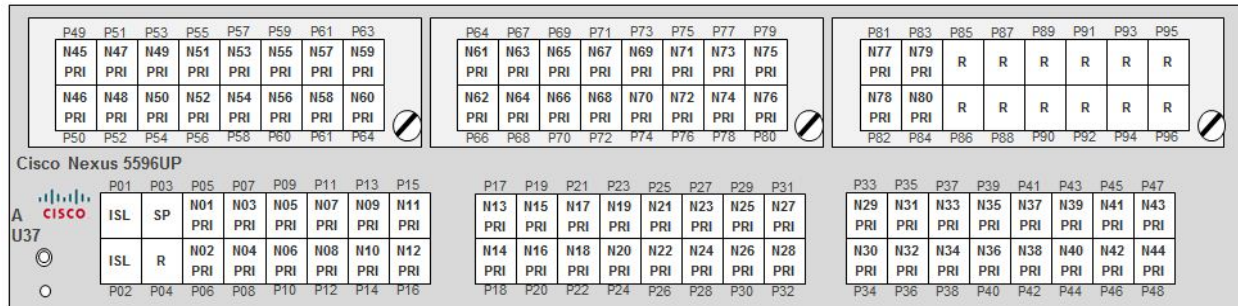 P49 P51 P53 P55 P57 P59 P61 P63
N45 N47 N49 N51 N53 N55 N57 N59
PRI PRI PRI PRI PRI PRI PRI PRI
N46 N48 N50 N52 N54 N56 N58 N60
PRI PRI PRI PRI PRI PRI PRI PRI
P50 P52 P54 P56 P58 P60 P61 P64
P64 P67 P69 P71 P73 P75 P77 P79
N61 N63 N65 N67 N69 N71 N73 N75
PRI PRI PRI PRI PRI PRI PRI PRI
N62 N64 N66 N68 N70 N72 N74 N76
PRI PRI PRI PRI PRI PRI PRI PRI
P66 P68 P70 P72 P74 P76 P78 P80
P81 P83 P85 P87 P89 P91 P93 P95
N77 N79 R R R R R R
PRI PRI
N78 N80 R R R R R R
PRI PRI
P82 P84 P86 P88 P90 P92 P94 P96
Cisco Nexus 5596UP
CISCO
A
U37
P01 P03 P05 P07 P09 P11 P13 P15
ISL SP N01 N03 N05 N07 N09 N11
PRI PRI PRI PRI PRI PRI
ISL R N02 N04 N06 N08 N10 N12
PRI PRI PRI PRI PRI PRI
P02 P04 P06 P08 P10 P12 P14 P16
P17 P19 P21 P23 P25 P27 P29 P31
N13 N15 N17 N19 N21 N23 N25 N27
PRI PRI PRI PRI PRI PRI PRI PRI
N14 N16 N18 N20 N22 N24 N26 N28
PRI PRI PRI PRI PRI PRI PRI PRI
P18 P20 P22 P24 P26 P28 P30 P32
P33 P35 P37 P39 P41 P43 P45 P47
N29 N31 N33 N35 N37 N39 N41 N43
PRI PRI PRI PRI PRI PRI PRI PRI
N30 N32 N34 N36 N38 N40 N42 N44
PRI PRI PRI PRI PRI PRI PRI PRI
P34 P36 P38 P40 P42 P44 P46 P48